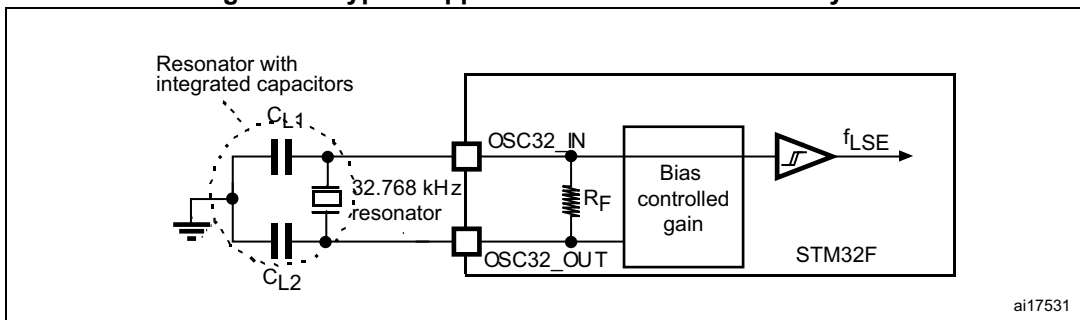 Resonator with
integrated capacitors
CL1
OSC32_IN
fLSE
32.768 kHz
resonator
RF
Bias
controlled
gain
STM32F
OSC32_OUT
CL2
ai17531